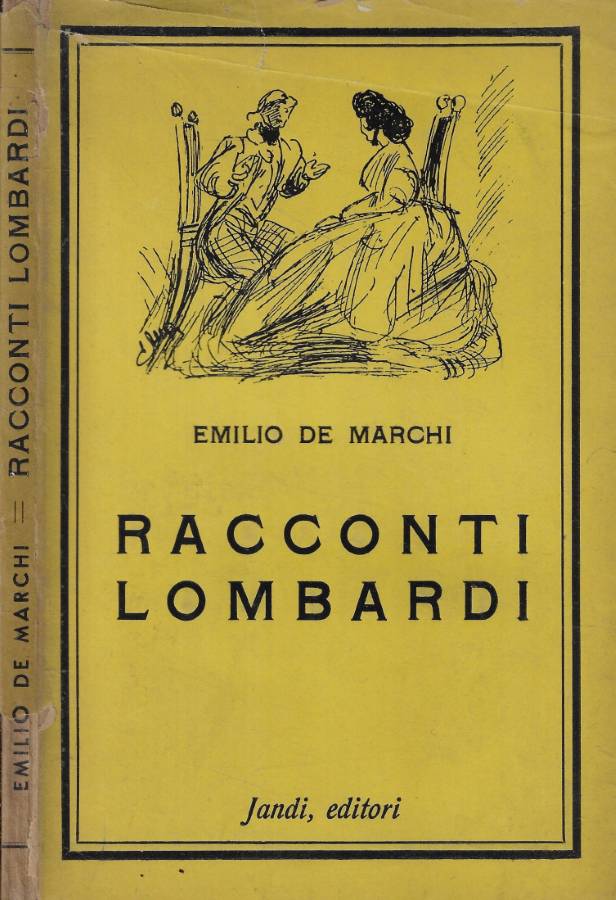 EMILIO DE MARCHI = RACCONTI LOMBARDI
EMILIO DE MARCHI
RACCONTI
LOMBARDI
Jandi, editori